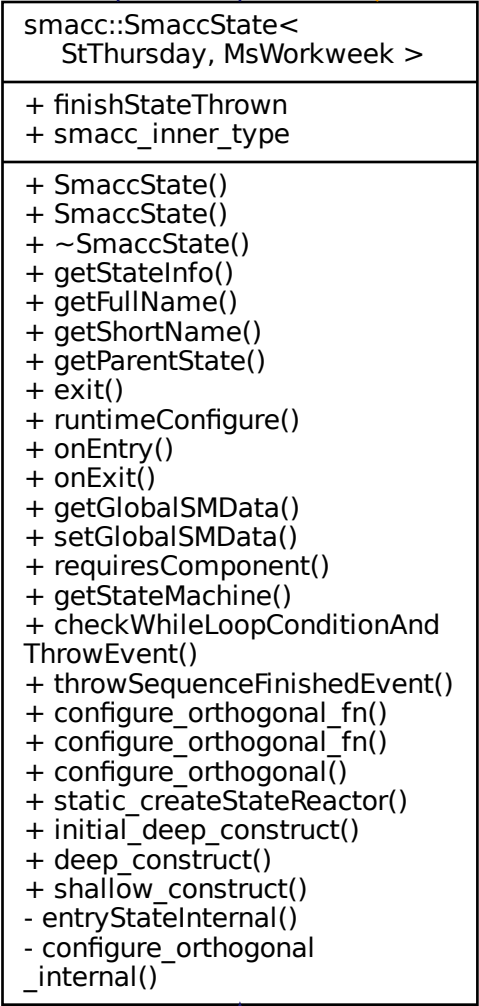 smacc::SmaccState<
StThursday, MsWorkweek >
+ finishStateThrown
+ smacc_inner_type
+ SmaccState()
+ SmaccState()
+ ~SmaccState()
+ getStateInfo()
+ getFullName()
+ getShortName()
+ getParentState()
+ exit()
+ runtimeConfigure()
+ onEntry()
+ onExit()
+ getGlobalSMData()
+ setGlobalSMData()
+ requiresComponent()
+ getStateMachine()
+ checkWhileLoopConditionAnd
ThrowEvent()
+ throwSequenceFinishedEvent()
+ configure_orthogonal_fn()
+ configure_orthogonal_fn()
+ configure_orthogonal()
+ static_createStateReactor()
+ initial_deep_construct()
+ deep_construct()
+ shallow_construct()
- entryStateInternal()
- configure_orthogonal
_internal()